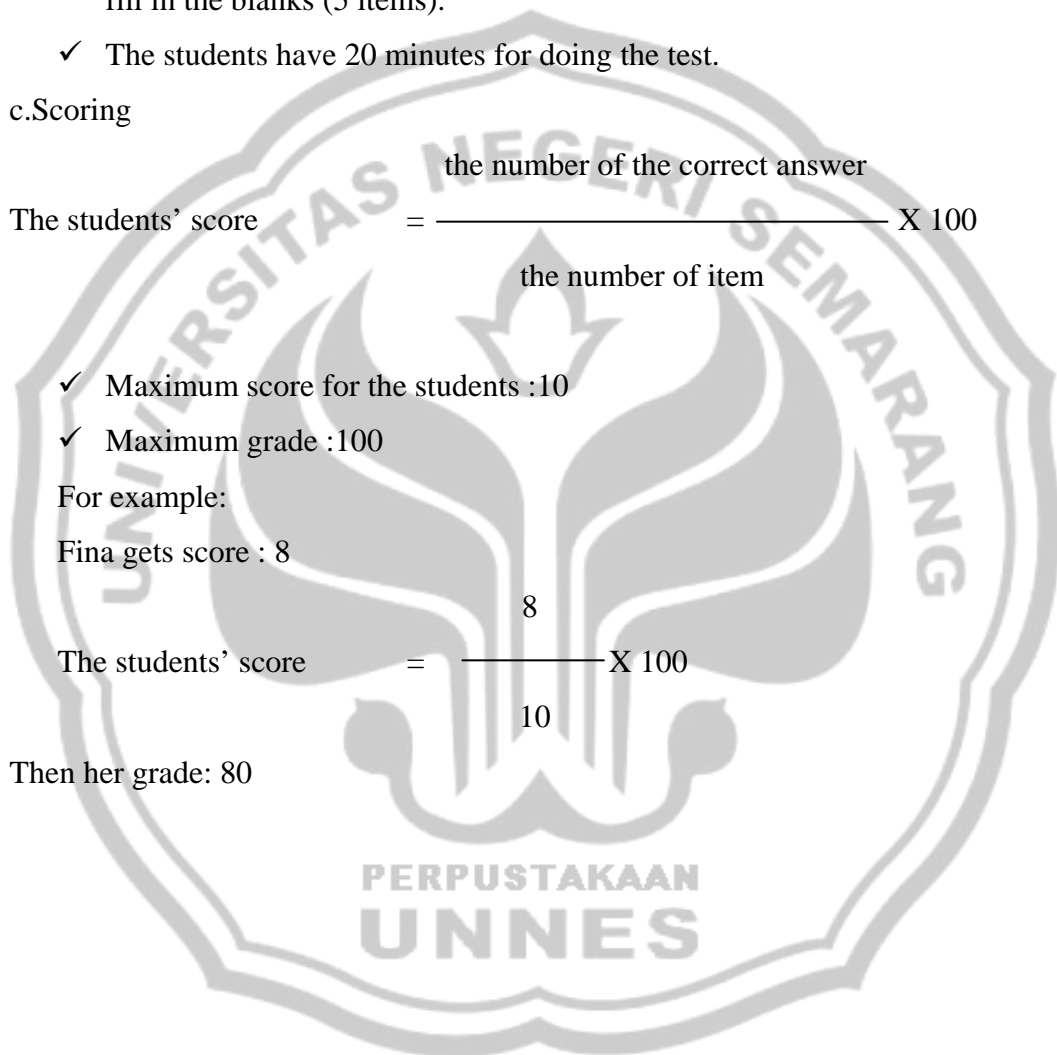 fill in the blanks (5 items).
✓ The students have 20 minutes for doing the test.
c.Scoring
the number of the correct answer
The students’ score = X 100
the number of item
✓ Maximum score for the students :10
✓ Maximum grade :100
For example:
Fina gets score : 8
8
The students’ score = X 100
10
Then her grade: 80
UNIVERSITAS NEGERI SEMARANG
PERPUSTAKAAN
UNNES